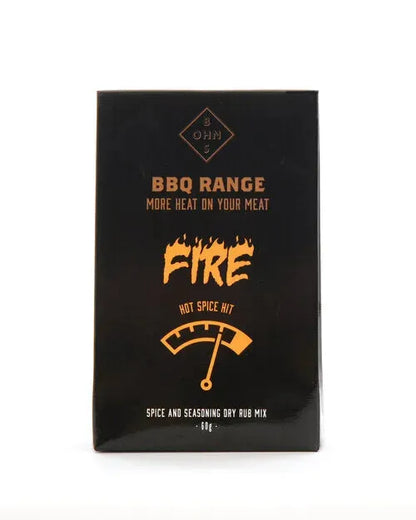 B
OHN
S
BBQ RANGE
MORE HEAT ON YOUR MEAT
FIRE
HOT SPICE HIT
SPICE AND SEASONING DRY RUB MIX
- 60g -